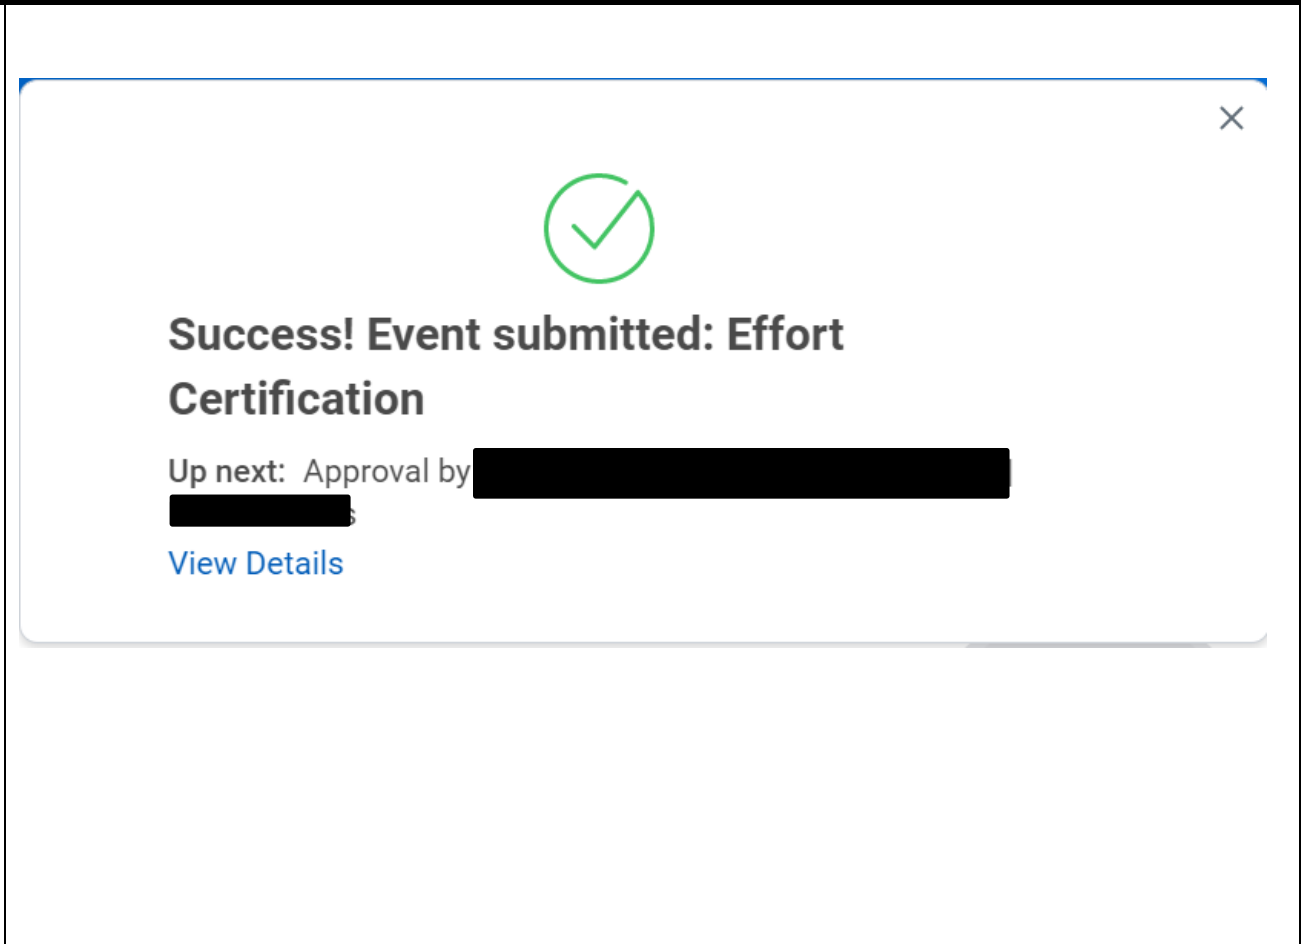 Success! Event submitted: Effort
Certification
Up next: Approval by
View Details